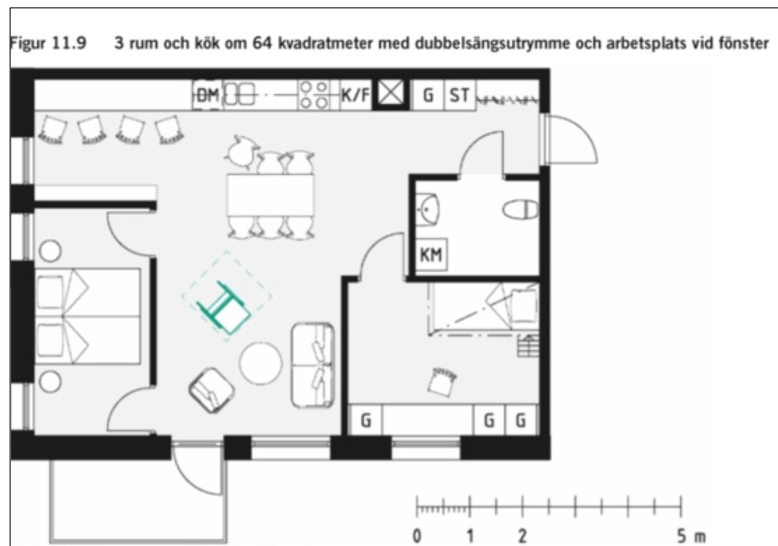 Figur 11.9 3 rum och kök om 64 kvadratmeter med dubbelsängsutrymme och arbetsplats vid fönster
DM K/F G ST
KM
G G G
0 1 2 5 m